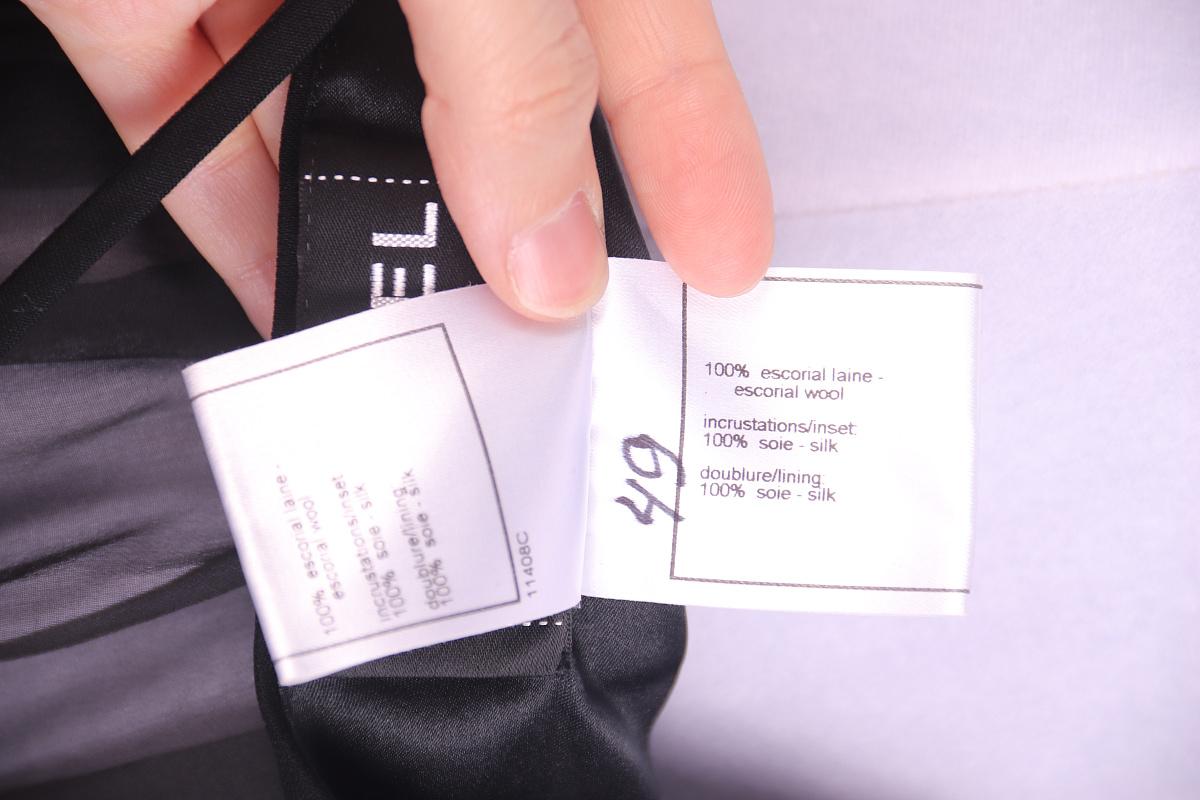 EL
100% escorial laine -
escorial wool
incrustations/inset
100% soie - silk
doublure/lining
100% soie - silk
11408C
49
100% escorial laine -
escorial wool
incrustations/inset:
100% soie - silk
doublure/lining:
100% soie - silk